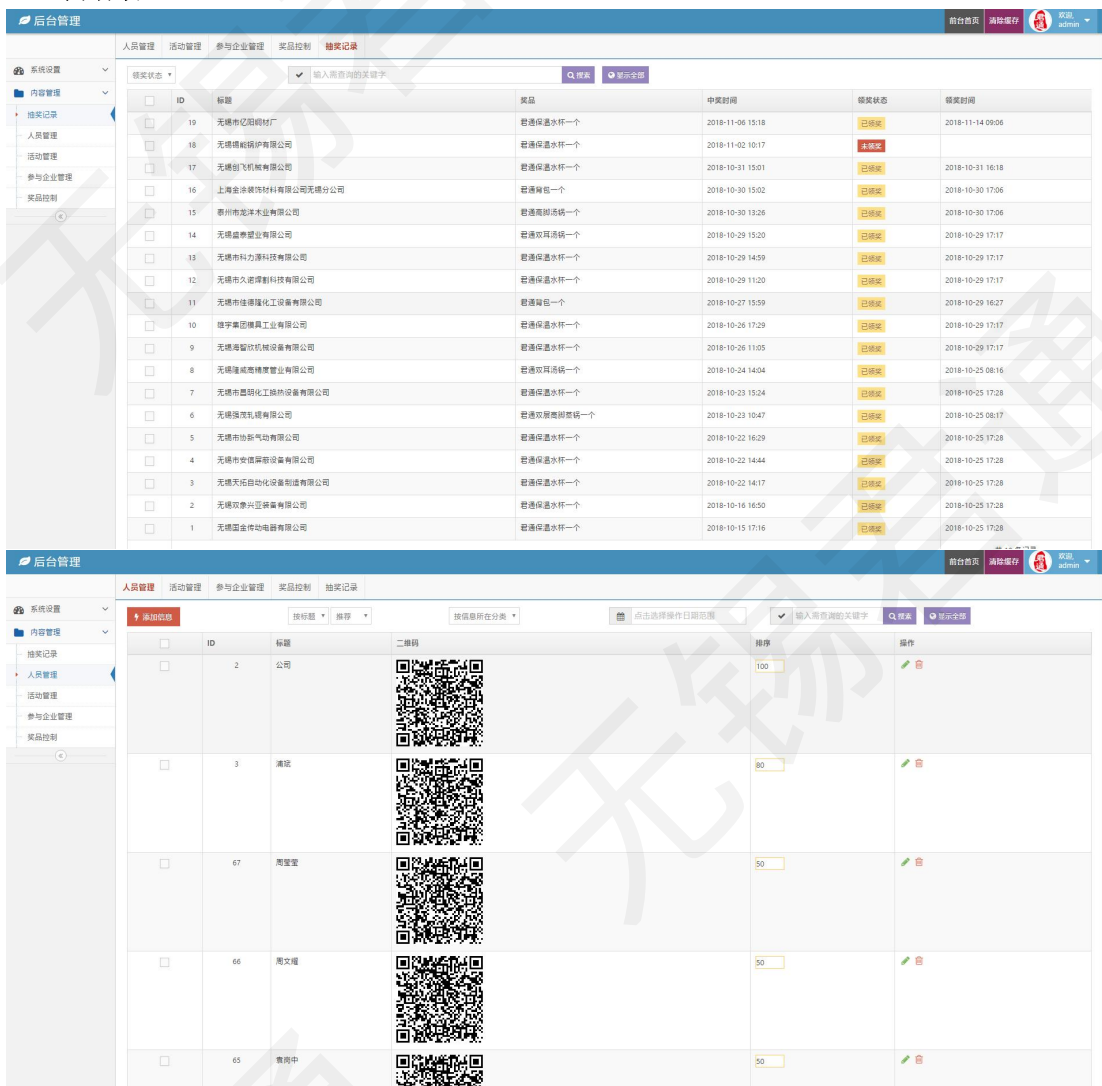 后台管理
前台首页 清除缓存 欢迎, admin
人员管理 活动管理 参与企业管理 奖品控制 抽奖记录
系统设置
内容管理
抽奖记录
人员管理
活动管理
参与企业管理
奖品控制
领奖状态 输入需查询的关键字 搜索 显示全部
ID 标题 奖品 中奖时间 领奖状态 领奖时间
19 无锡市亿阳铜材厂 君通保温水杯一个 2018-11-06 15:18 已领奖 2018-11-14 09:06
18 无锡锡能锅炉有限公司 君通保温水杯一个 2018-11-02 10:17 未领奖
17 无锡创飞机械有限公司 君通保温水杯一个 2018-10-31 15:01 已领奖 2018-10-31 16:18
16 上海金涂装饰材料有限公司无锡分公司 君通背包一个 2018-10-30 15:02 已领奖 2018-10-30 17:06
15 泰州市龙洋木业有限公司 君通高脚汤锅一个 2018-10-30 13:26 已领奖 2018-10-30 17:06
14 无锡盛泰塑业有限公司 君通双耳汤锅一个 2018-10-29 15:20 已领奖 2018-10-29 17:17
13 无锡市科力源科技有限公司 君通保温水杯一个 2018-10-29 14:59 已领奖 2018-10-29 17:17
12 无锡市久诺焊割科技有限公司 君通保温水杯一个 2018-10-29 11:20 已领奖 2018-10-29 17:17
11 无锡市佳德隆化工设备有限公司 君通背包一个 2018-10-27 15:59 已领奖 2018-10-29 16:27
10 雄宇集团模具工业有限公司 君通保温水杯一个 2018-10-26 17:29 已领奖 2018-10-29 17:17
9 无锡海智欣机械设备有限公司 君通保温水杯一个 2018-10-26 11:05 已领奖 2018-10-29 17:17
8 无锡隆威高精度管业有限公司 君通双耳汤锅一个 2018-10-24 14:04 已领奖 2018-10-25 08:16
7 无锡市昌明化工换热设备有限公司 君通保温水杯一个 2018-10-23 15:24 已领奖 2018-10-25 17:28
6 无锡强茂轧辊有限公司 君通双层高脚蒸锅一个 2018-10-23 10:47 已领奖 2018-10-25 08:17
5 无锡市协新气动有限公司 君通保温水杯一个 2018-10-22 16:29 已领奖 2018-10-25 17:28
4 无锡市安信屏蔽设备有限公司 君通保温水杯一个 2018-10-22 14:44 已领奖 2018-10-25 17:28
3 无锡天拓自动化设备制造有限公司 君通保温水杯一个 2018-10-22 14:17 已领奖 2018-10-25 17:28
2 无锡双象兴亚装备有限公司 君通保温水杯一个 2018-10-16 16:50 已领奖 2018-10-25 17:28
1 无锡国金传动电器有限公司 君通保温水杯一个 2018-10-15 17:16 已领奖 2018-10-25 17:28
后台管理
前台首页 清除缓存 欢迎, admin
人员管理 活动管理 参与企业管理 奖品控制 抽奖记录
系统设置
内容管理
抽奖记录
人员管理
活动管理
参与企业管理
奖品控制
添加信息 按标题 推荐 按信息所在分类 点击选择操作日期范围 输入需查询的关键字 搜索 显示全部
ID 标题 二维码 排序 操作
2 公司 100
3 浦斌 80
67 周莹莹 50
66 周文耀 50
65 袁岗中 50
无锡君通
无锡